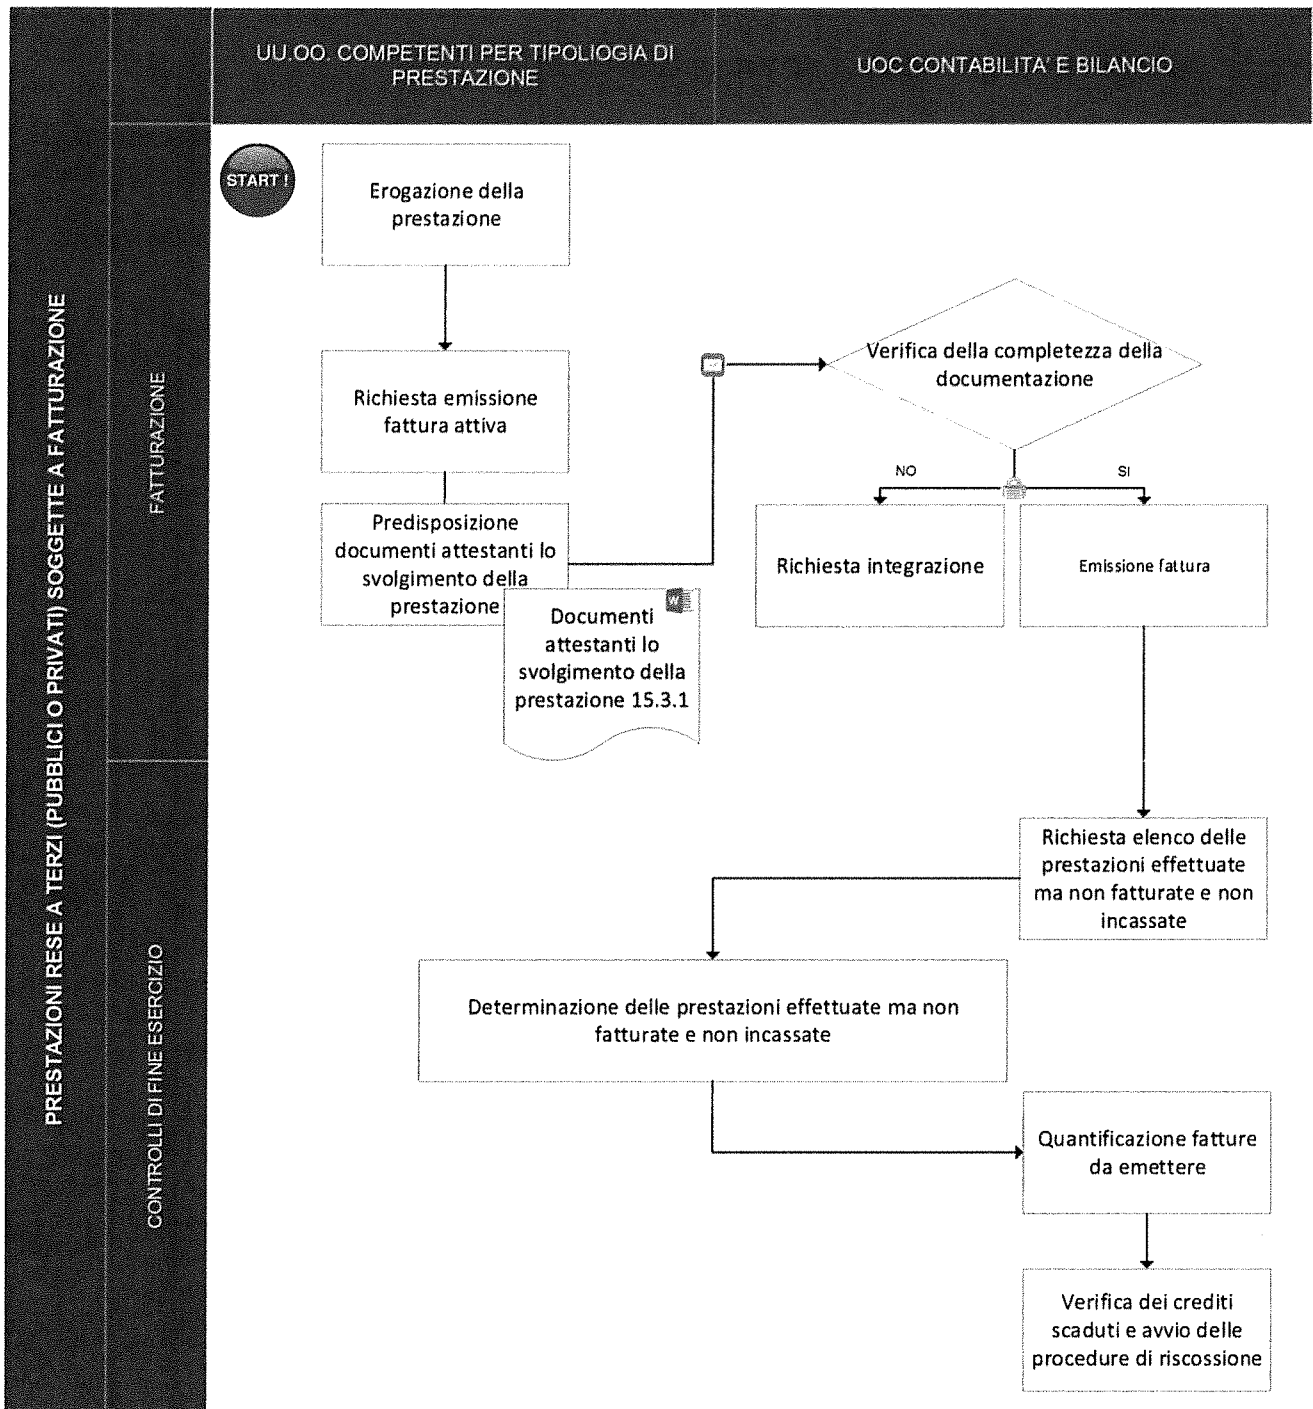 UU.OO. COMPETENTI PER TIPOLIOGIA DI
PRESTAZIONE
UOC CONTABILITA' E BILANCIO
PRESTAZIONI RESE A TERZI (PUBBLICI O PRIVATI) SOGGETTE A FATTURAZIONE
FATTURAZIONE
START !
Erogazione della
prestazione
Richiesta emissione
fattura attiva
Predisposizione
documenti attestanti lo
svolgimento della
prestazione
W
Documenti
attestanti lo
svolgimento della
prestazione 15.3.1
Verifica della completezza della
documentazione
NO
SI
Richiesta integrazione
Emissione fattura
CONTROLLI DI FINE ESERCIZIO
Richiesta elenco delle
prestazioni effettuate
ma non fatturate e non
incassate
Determinazione delle prestazioni effettuate ma non
fatturate e non incassate
Quantificazione fatture
da emettere
Verifica dei crediti
scaduti e avvio delle
procedure di riscossione